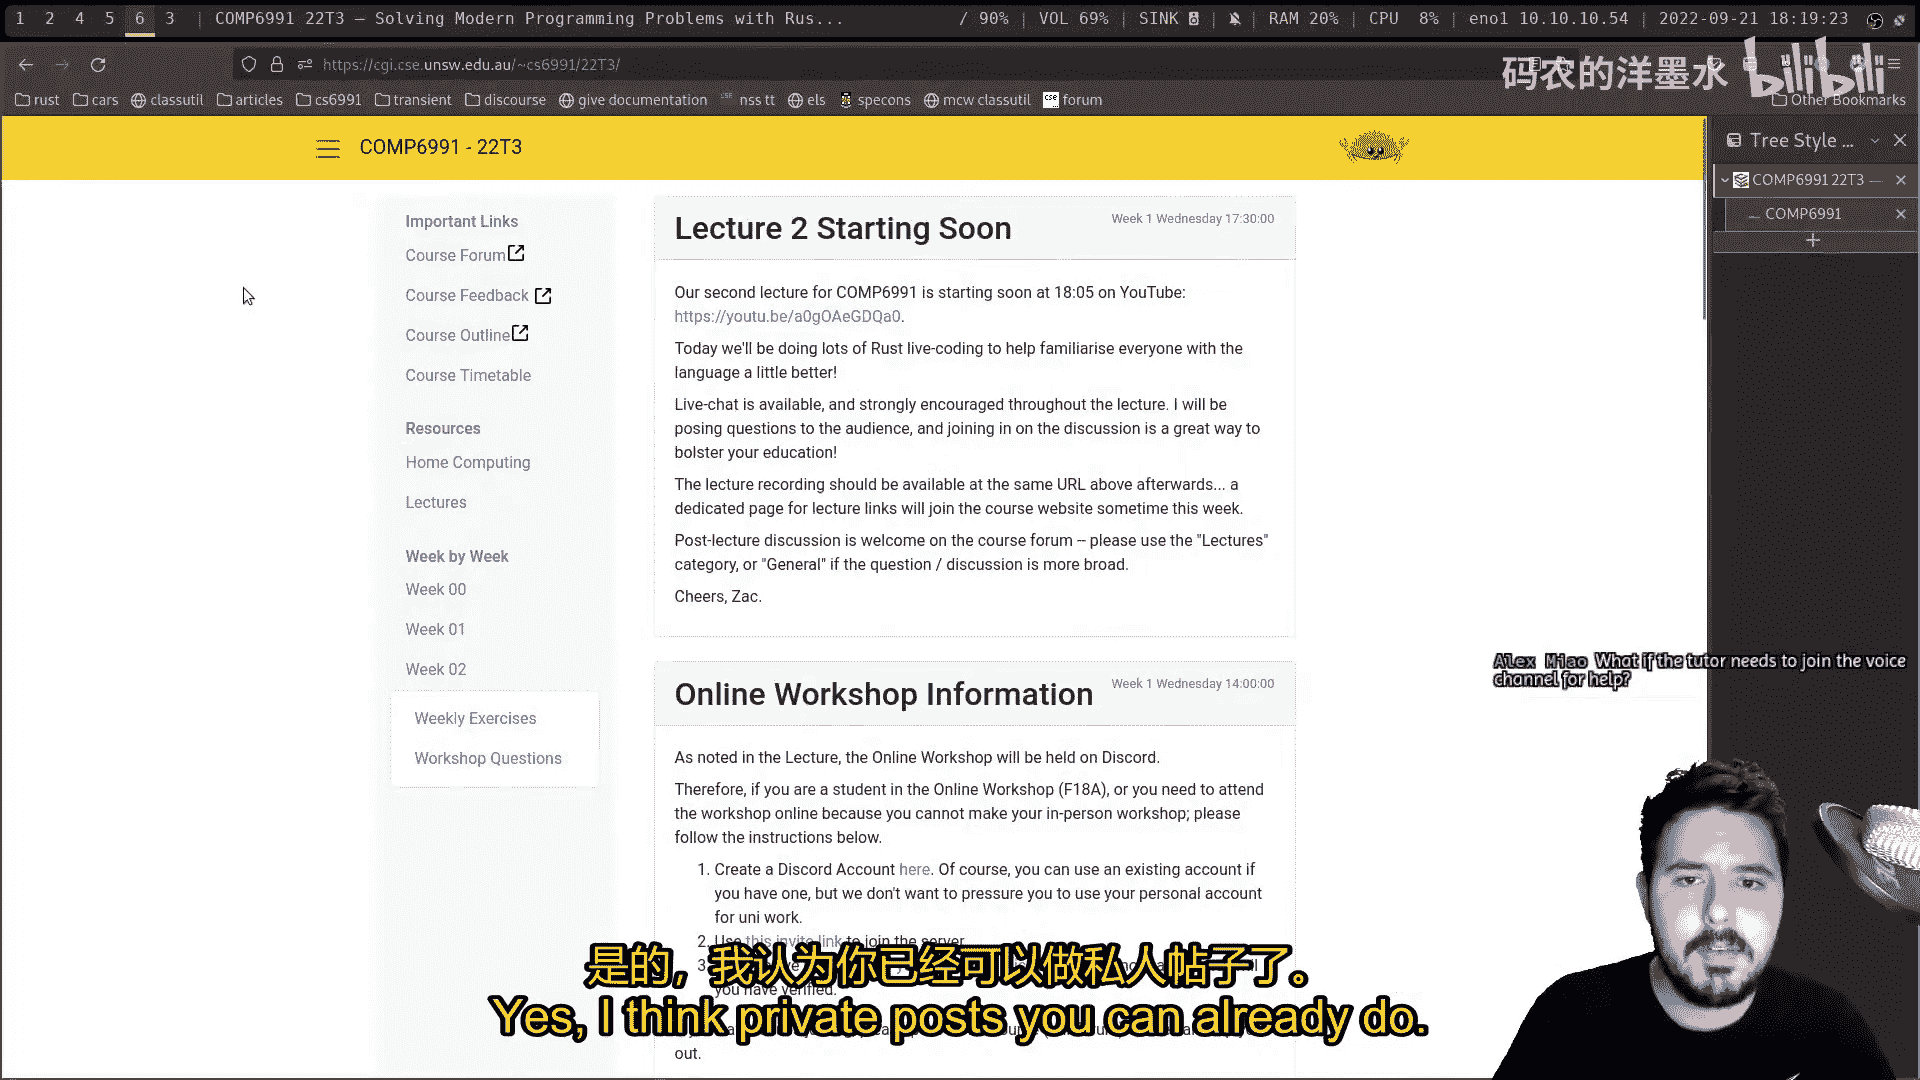 1 2 4 5 6 3 | COMP6991 22T3 — Solving Modern Programming Problems with Rus... / 90% | VOL 69% | SINK | | RAM 20% | CPU 8% | eno1 10.10.10.54 | 2022-09-21 18:19:23
https://cgi.cse.unsw.edu.au/~cs6991/22T3/
码农的洋墨水 bilibili
rust cars classutil articles cs6991 transient discourse give documentation nss tt els specons mcw classutil forum Other Bookmarks
COMP6991 - 22T3
Tree Style ...
COMP6991 22T3 —
COMP6991
Important Links
Course Forum
Course Feedback
Course Outline
Course Timetable
Resources
Home Computing
Lectures
Week by Week
Week 00
Week 01
Week 02
Weekly Exercises
Workshop Questions
Lecture 2 Starting Soon
Week 1 Wednesday 17:30:00
Our second lecture for COMP6991 is starting soon at 18:05 on YouTube:
https://youtu.be/a0gOAeGDQa0.
Today we'll be doing lots of Rust live-coding to help familiarise everyone with the
language a little better!
Live-chat is available, and strongly encouraged throughout the lecture. I will be
posing questions to the audience, and joining in on the discussion is a great way to
bolster your education!
The lecture recording should be available at the same URL above afterwards... a
dedicated page for lecture links will join the course website sometime this week.
Post-lecture discussion is welcome on the course forum -- please use the "Lectures"
category, or "General" if the question / discussion is more broad.
Cheers, Zac.
Online Workshop Information
Week 1 Wednesday 14:00:00
As noted in the Lecture, the Online Workshop will be held on Discord.
Therefore, if you are a student in the Online Workshop (F18A), or you need to attend
the workshop online because you cannot make your in-person workshop; please
follow the instructions below.
1. Create a Discord Account here. Of course, you can use an existing account if
you have one, but we don't want to pressure you to use your personal account
for uni work.
2. Use this invite link to join the server.
3
you have verified.
out.
Alex Miao What if the tutor needs to join the voice
channel for help?
是的，我认为你已经可以做私人帖子了。
Yes, I think private posts you can already do.